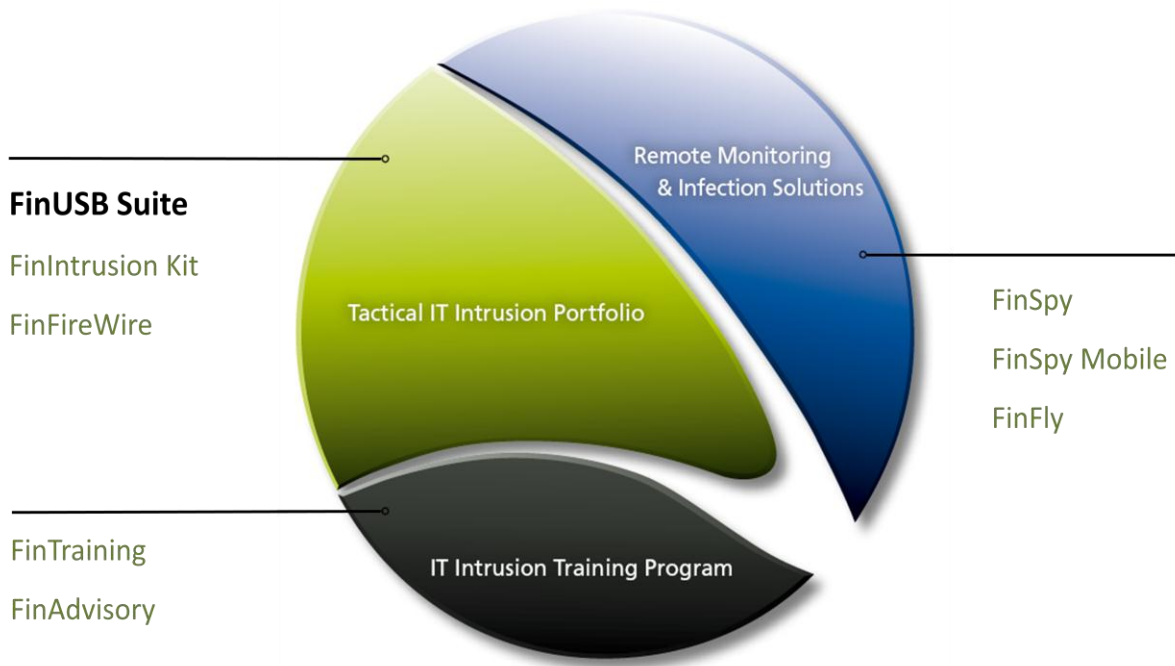 FinUSB Suite
FinIntrusion Kit
FinFireWire
Tactical IT Intrusion Portfolio
Remote Monitoring
& Infection Solutions
FinSpy
FinSpy Mobile
FinFly
FinTraining
FinAdvisory
IT Intrusion Training Program